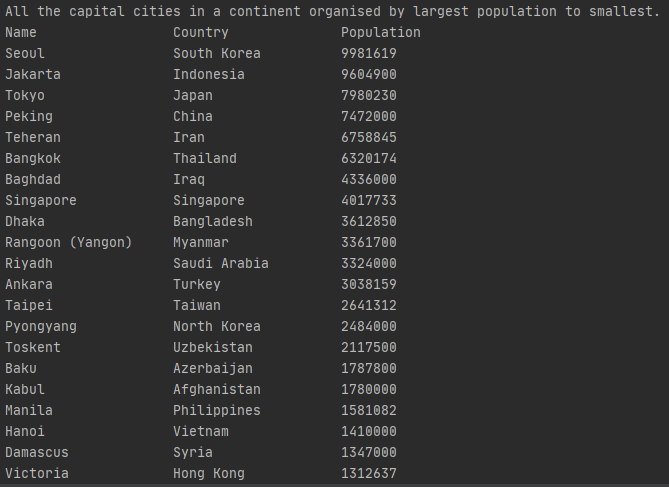 All the capital cities in a continent organised by largest population to smallest.
Name Country Population
Seoul South Korea 9981619
Jakarta Indonesia 9604900
Tokyo Japan 7980230
Peking China 7472000
Teheran Iran 6758845
Bangkok Thailand 6320174
Baghdad Iraq 4336000
Singapore Singapore 4017733
Dhaka Bangladesh 3612850
Rangoon (Yangon) Myanmar 3361700
Riyadh Saudi Arabia 3324000
Ankara Turkey 3038159
Taipei Taiwan 2641312
Pyongyang North Korea 2484000
Toskent Uzbekistan 2117500
Baku Azerbaijan 1787800
Kabul Afghanistan 1780000
Manila Philippines 1581082
Hanoi Vietnam 1410000
Damascus Syria 1347000
Victoria Hong Kong 1312637